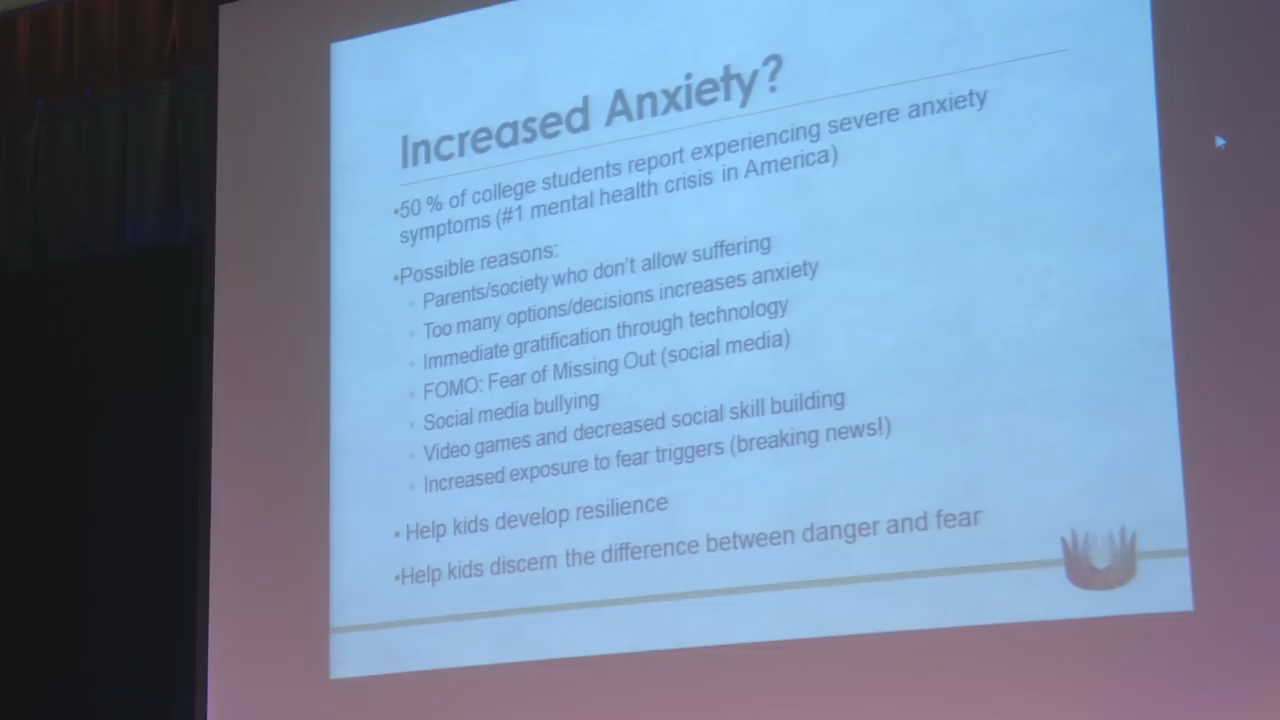 Increased Anxiety?
•50 % of college students report experiencing severe anxiety
symptoms (#1 mental health crisis in America)
•Possible reasons:
◦ Parents/society who don't allow suffering
◦ Too many options/decisions increases anxiety
◦ Immediate gratification through technology
◦ FOMO: Fear of Missing Out (social media)
◦ Social media bullying
◦ Video games and decreased social skill building
◦ Increased exposure to fear triggers (breaking news!)
• Help kids develop resilience
•Help kids discern the difference between danger and fear